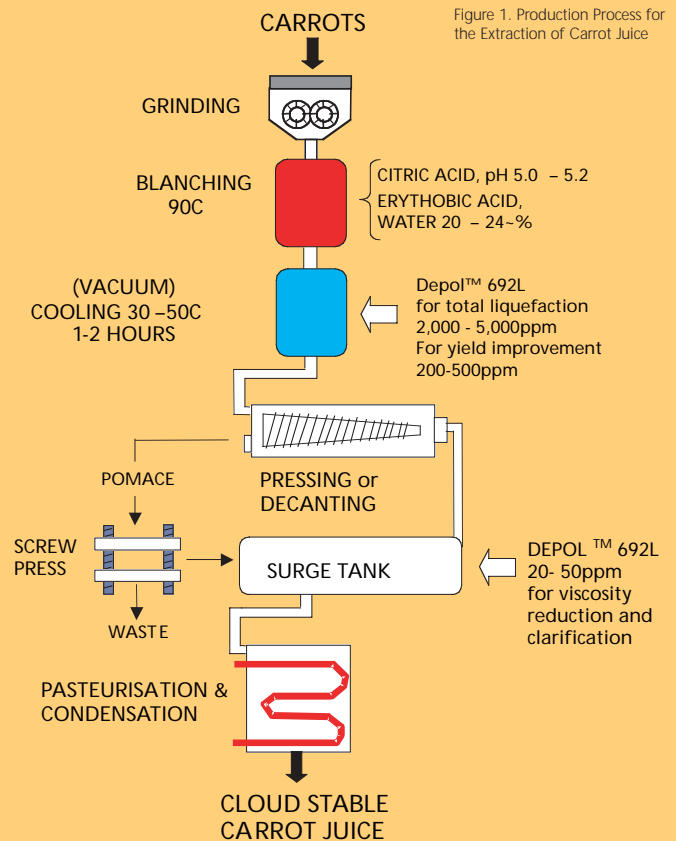 Figure 1. Production Process for
the Extraction of Carrot Juice
CARROTS
GRINDING
BLANCHING
90C
CITRIC ACID, pH 5.0 – 5.2
ERYTHOBIC ACID,
WATER 20 – 24~%
(VACUUM)
COOLING 30 –50C
1-2 HOURS
Depol™ 692L
for total liquefaction
2,000 - 5,000ppm
For yield improvement
200-500ppm
POMACE
PRESSING or
DECANTING
SCREW
PRESS
SURGE TANK
DEPOL ™ 692L
20- 50ppm
for viscosity
reduction and
clarification
WASTE
PASTEURISATION &
CONDENSATION
CLOUD STABLE
CARROT JUICE